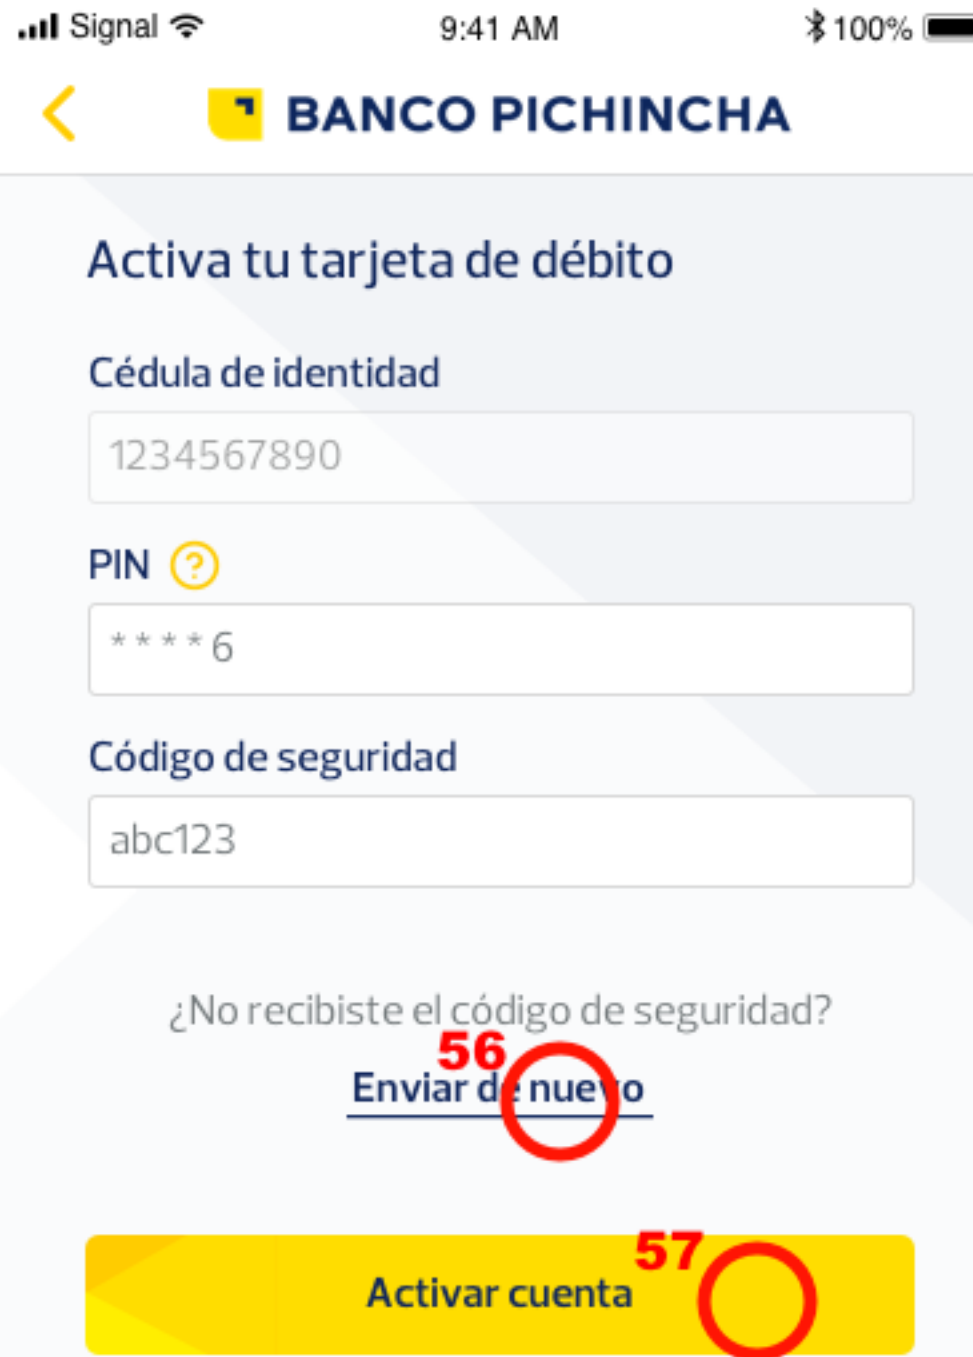 Signal 9:41 AM 100%
BANCO PICHINCHA
Activa tu tarjeta de débito
Cédula de identidad
1234567890
PIN ?
****6
Código de seguridad
abc123
¿No recibiste el código de seguridad?
56
Enviar de nuevo
57
Activar cuenta